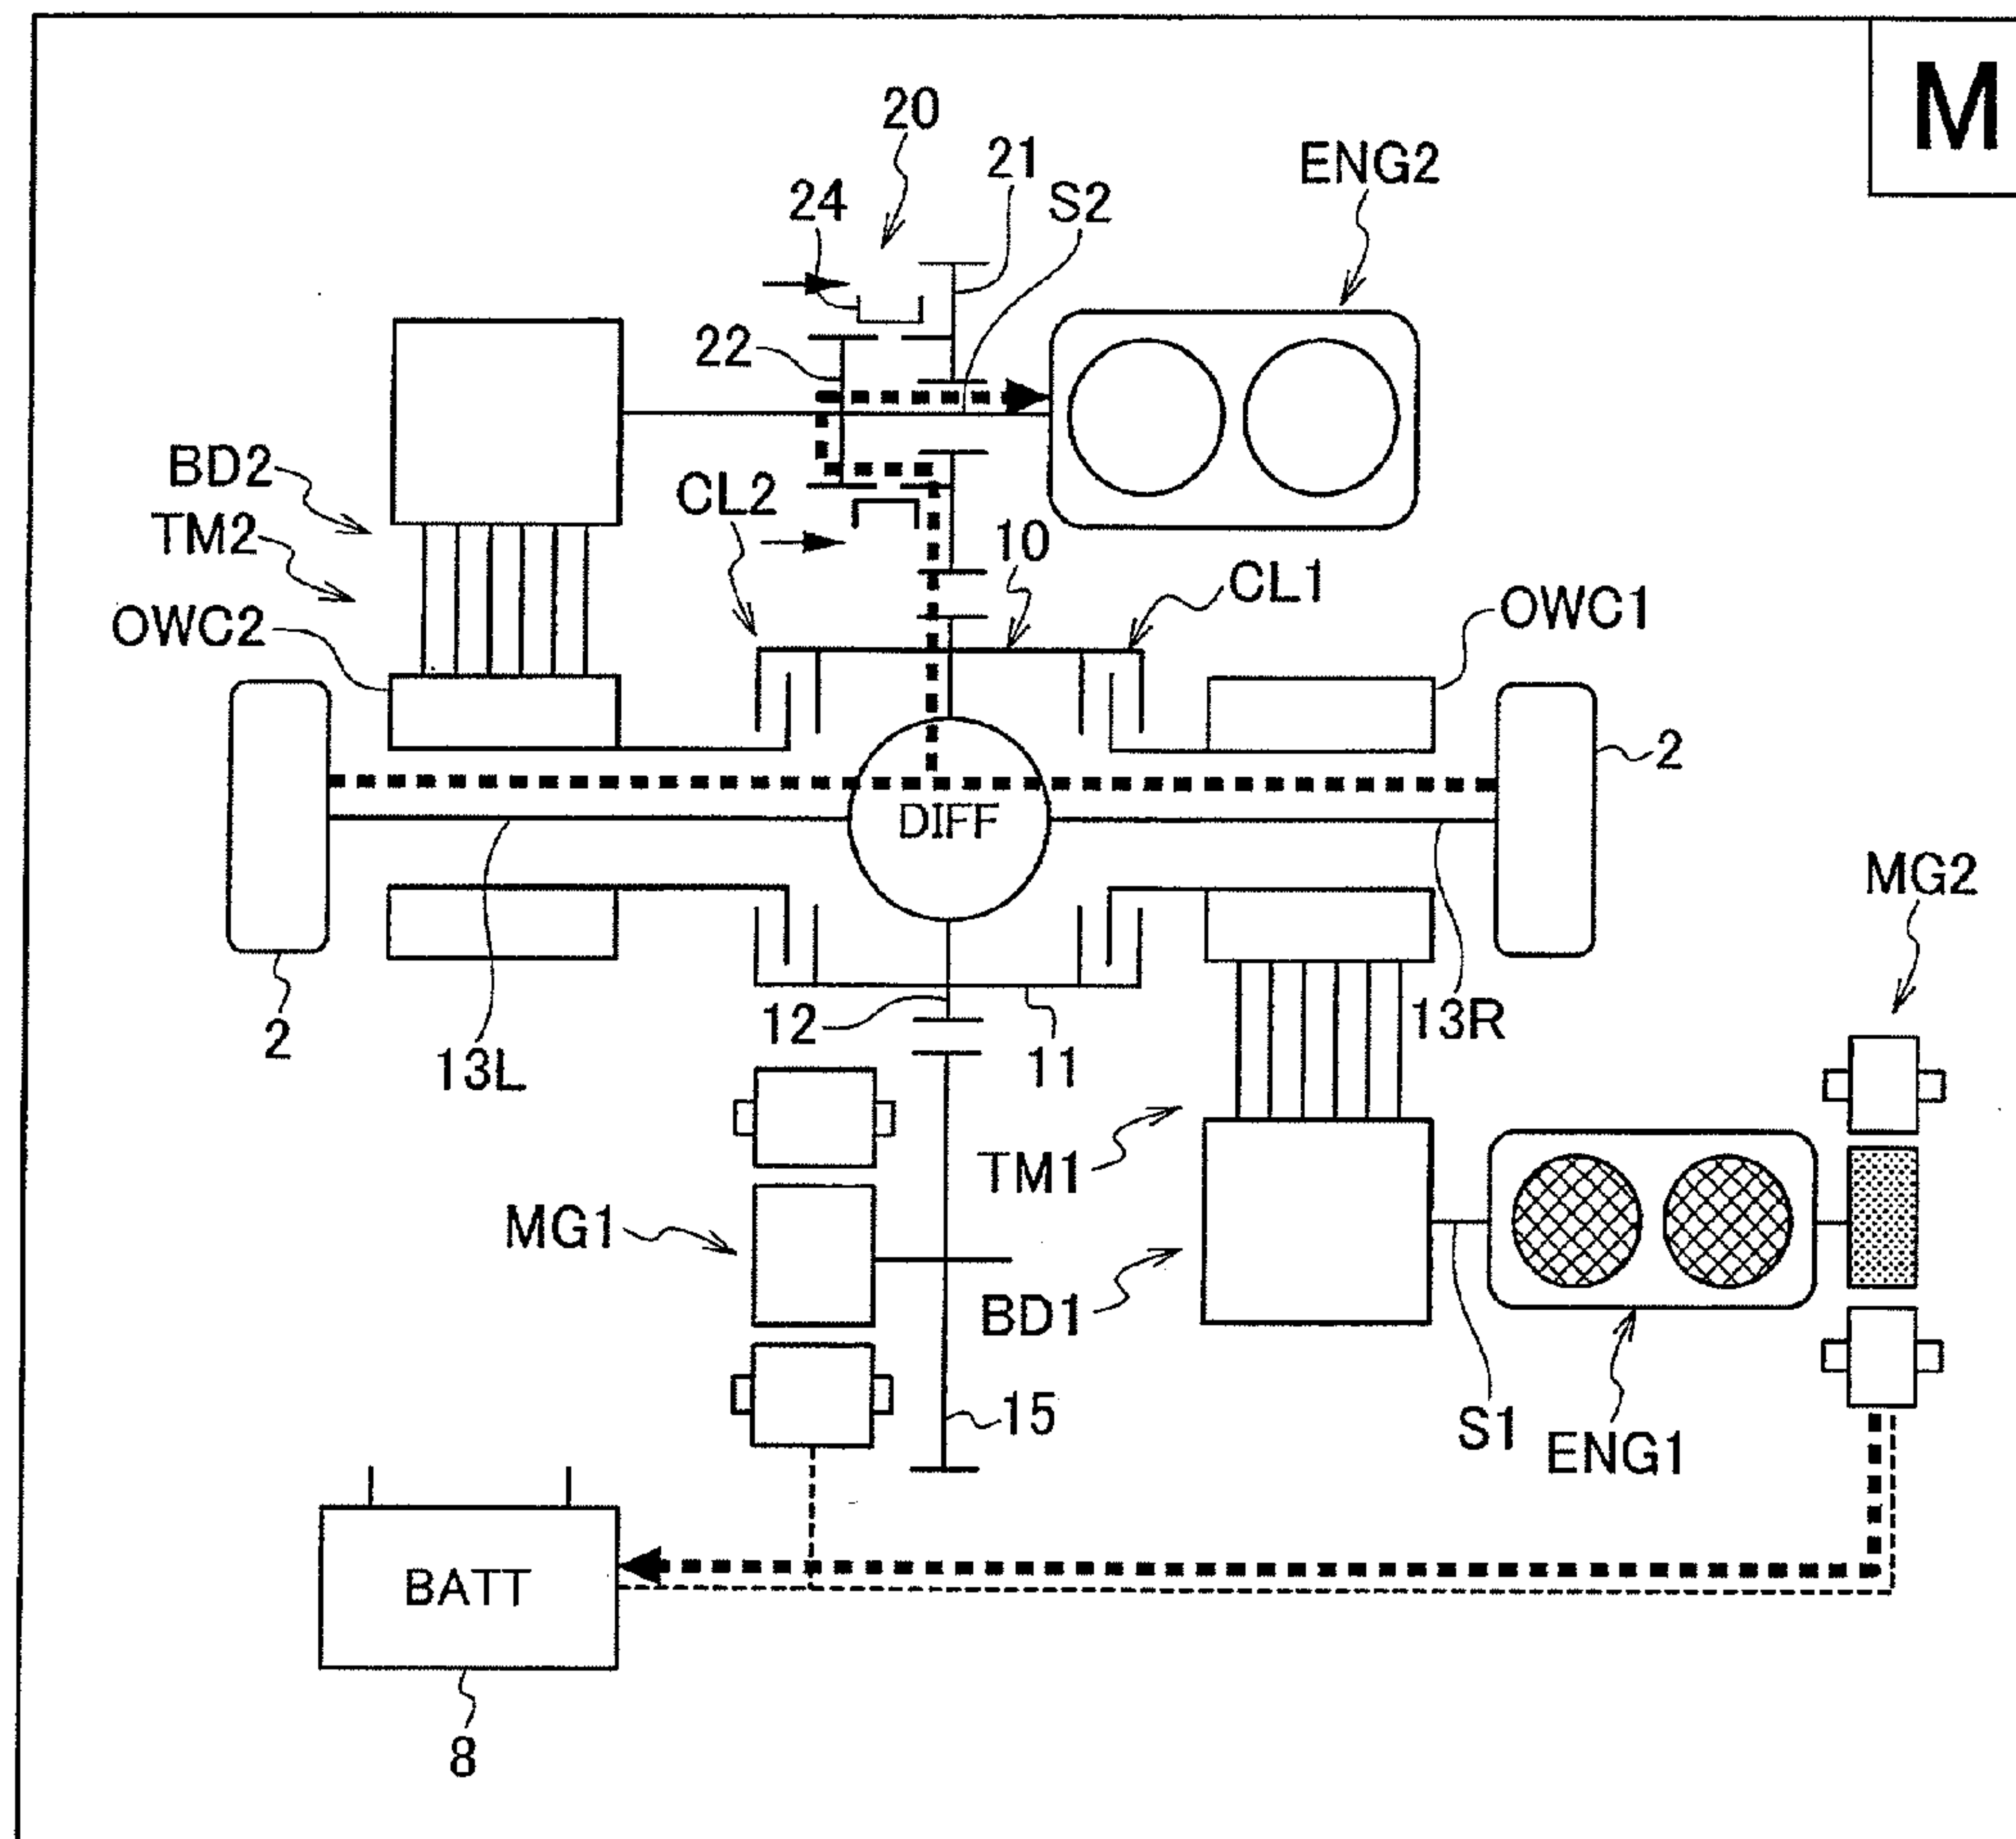 M
20
21
ENG2
24
S2
22
BD2
CL2
TM2
10
CL1
OWC2
OWC1
2
DIFF
MG2
12
13R
2
13L
11
TM1
MG1
BD1
15
S1
ENG1
BATT
8